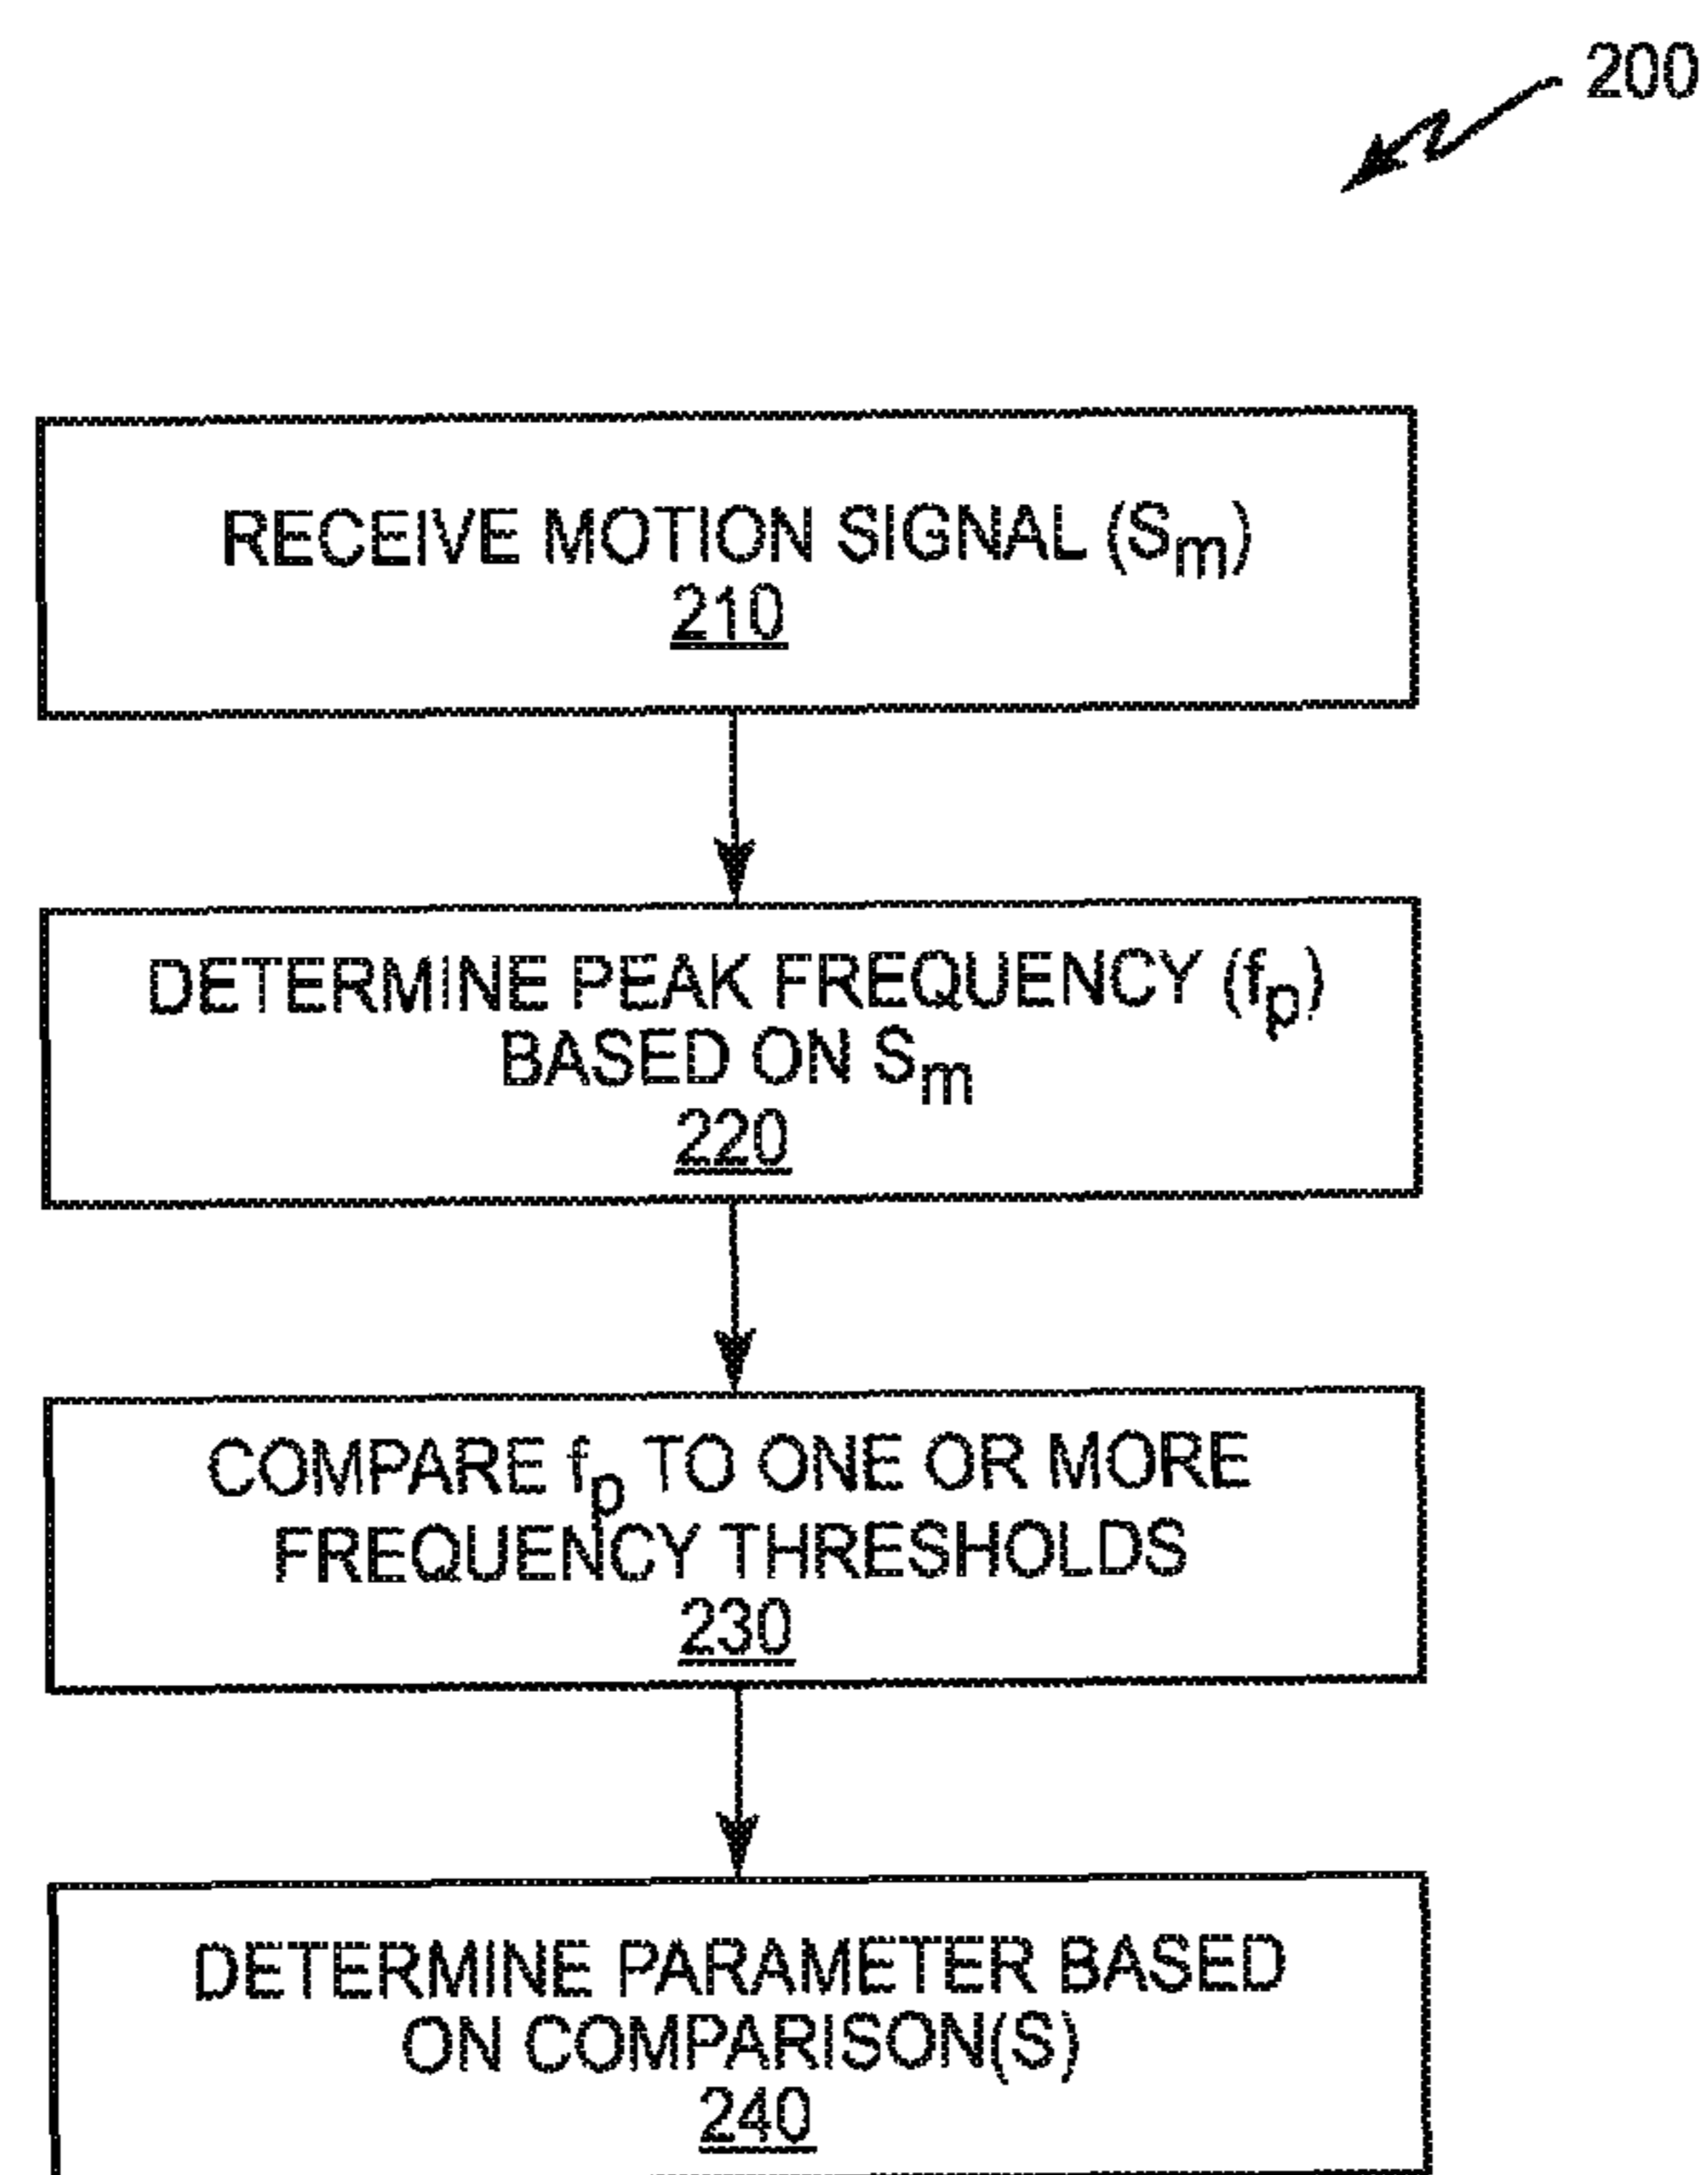 200
RECEIVE MOTION SIGNAL (Sm)
210
DETERMINE PEAK FREQUENCY (fp)
BASED ON Sm
220
COMPARE fp TO ONE OR MORE
FREQUENCY THRESHOLDS
230
DETERMINE PARAMETER BASED
ON COMPARISON(S)
240